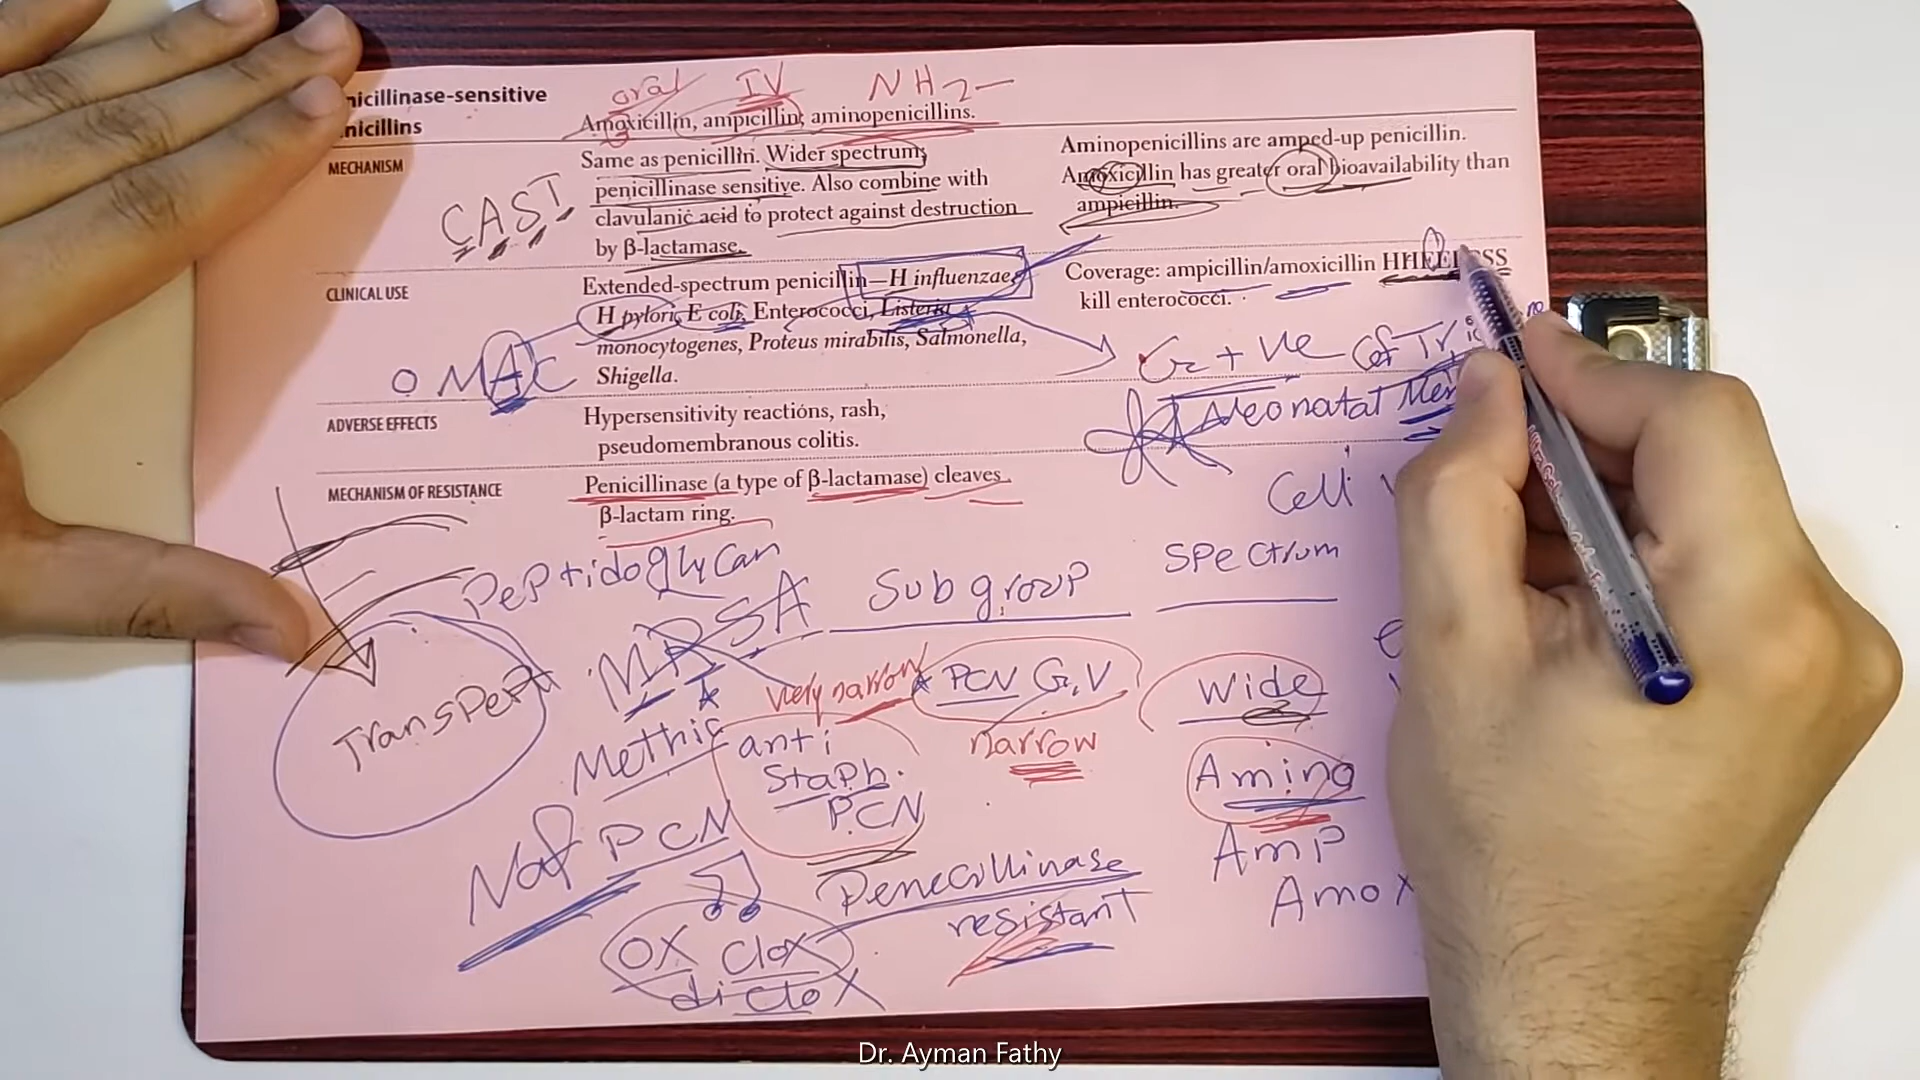 oral IV NH2-
nicillinase-sensitive
nicillins
Amoxicillin, ampicillin; aminopenicillins.
MECHANISM
Same as penicillin. Wider spectrum;
penicillinase sensitive. Also combine with
clavulanic acid to protect against destruction
by β-lactamase.
Aminopenicillins are amped-up penicillin.
Amoxicillin has greater oral bioavailability than
ampicillin.
CAST
CLINICAL USE
Extended-spectrum penicillin—H influenzae,
H pylori, E coli, Enterococci, Listeria
monocytogenes, Proteus mirabilis, Salmonella,
Shigella.
Coverage: ampicillin/amoxicillin
kill enterococci.
OMAC
G+ve
Neonatal Men
ADVERSE EFFECTS
Hypersensitivity reactions, rash,
pseudomembranous colitis.
MECHANISM OF RESISTANCE
Penicillinase (a type of β-lactamase) cleaves
β-lactam ring.
Cell
Peptidoglycan
Subgroup
Spectrum
MRSA
Transpept
very narrow
PCN G,V
narrow
wide
Methic
anti
Staph.
PCN
Amino
Naf PCN
Amp
Amox
Penecillinase
resistant
OX Clox
diclox
Dr. Ayman Fathy